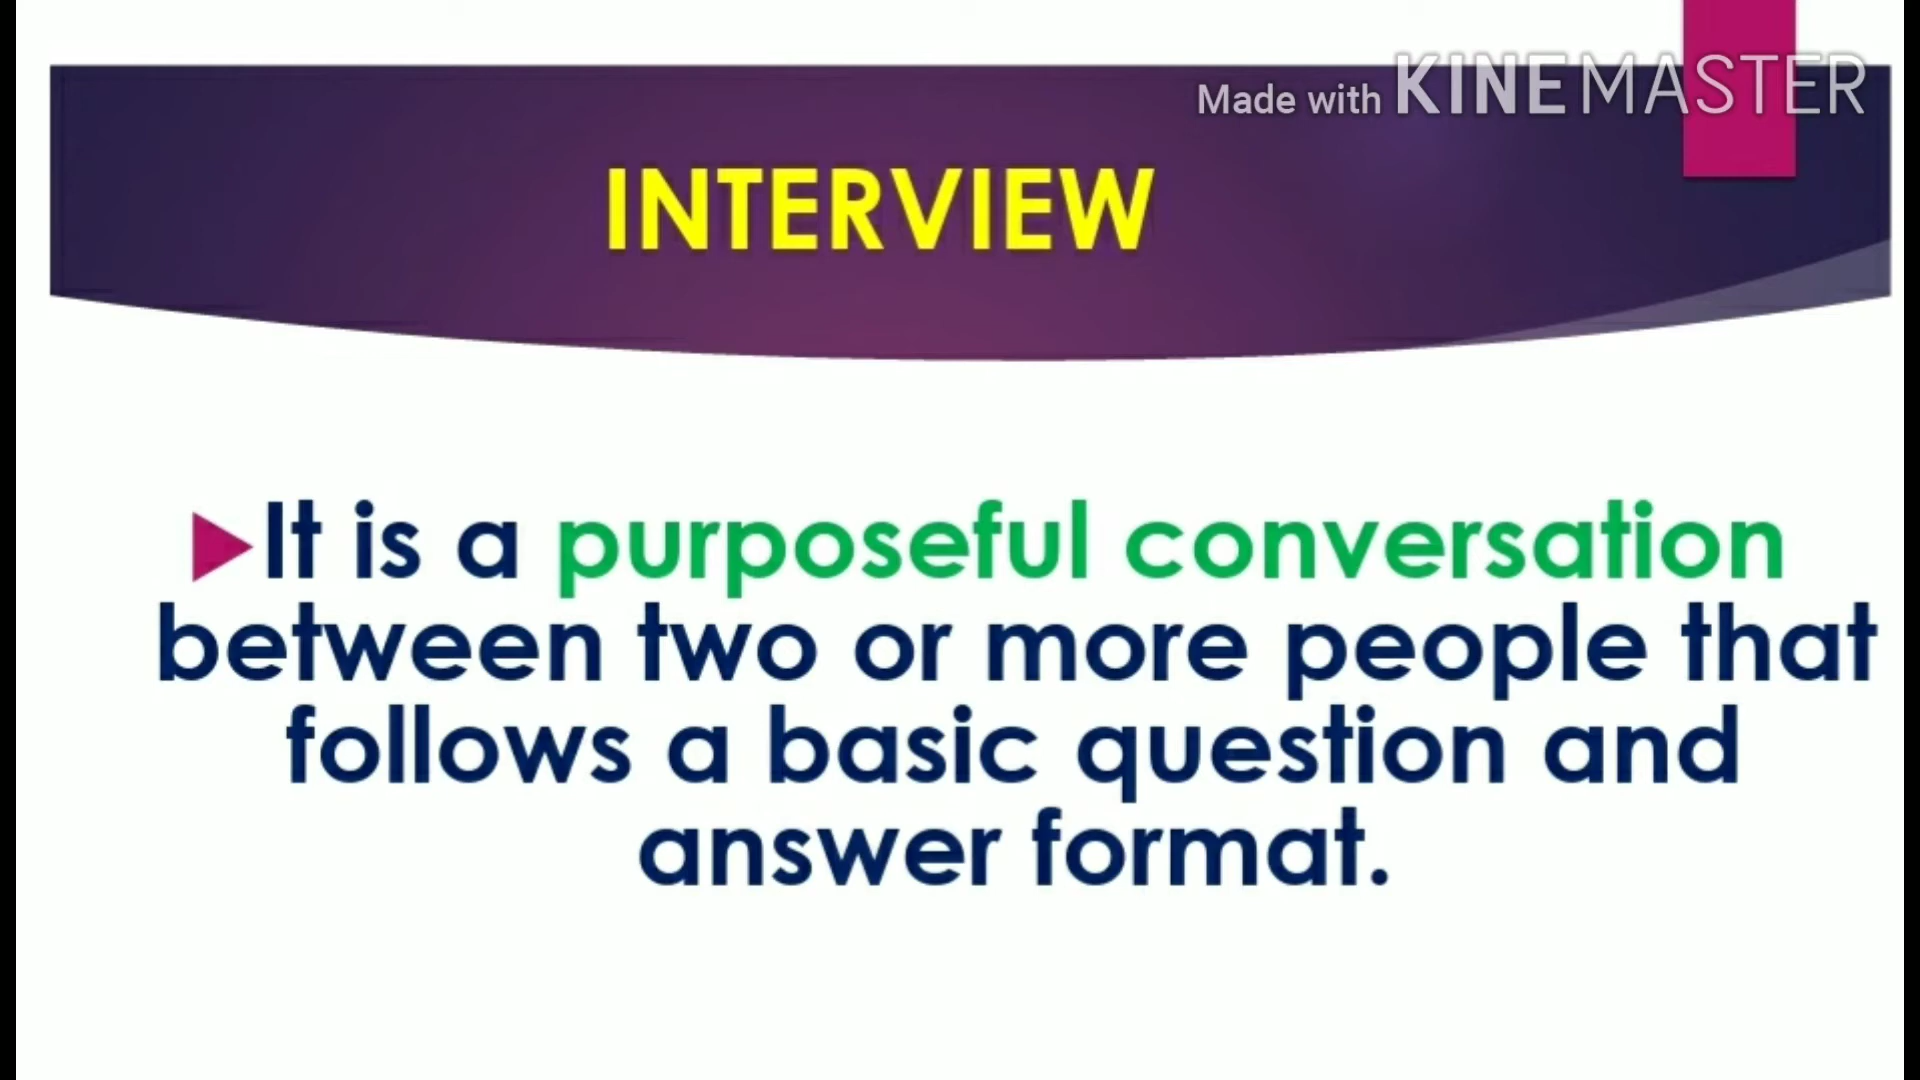 Made with KINEMASTER
INTERVIEW
It is a purposeful conversation
between two or more people that
follows a basic question and
answer format.